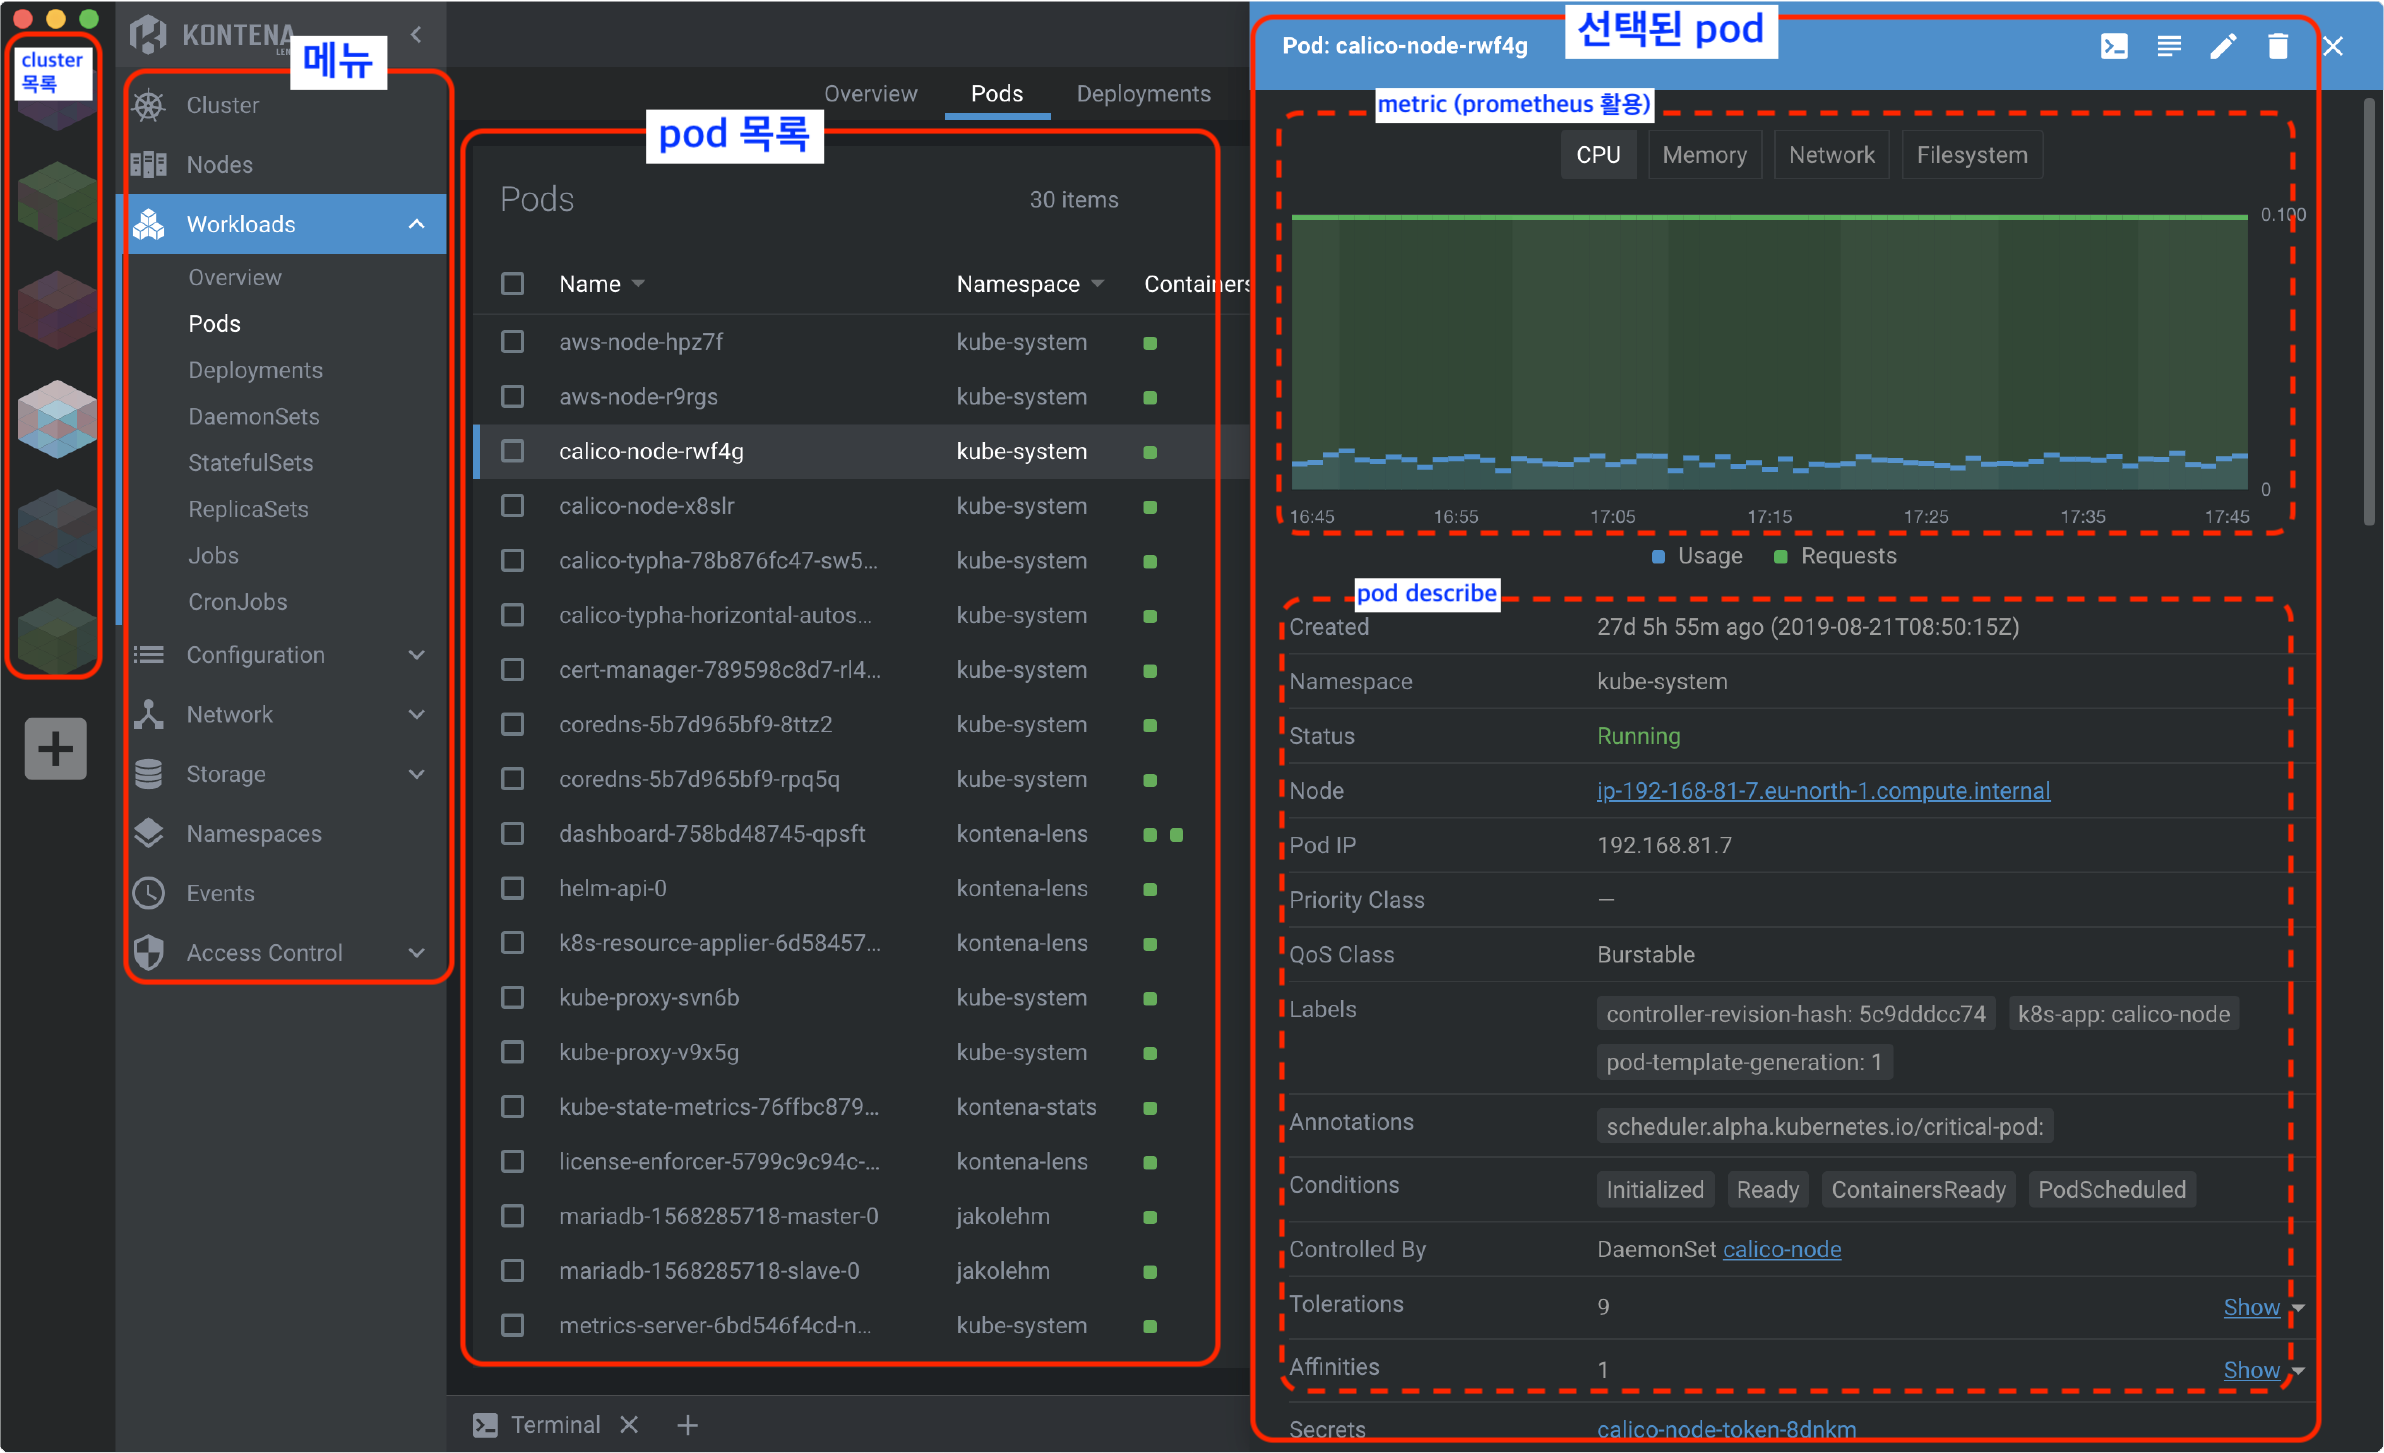 cluster
목록
KONTENA
LEN
메뉴
Cluster
Nodes
Workloads
Overview
Pods
Deployments
DaemonSets
StatefulSets
ReplicaSets
Jobs
CronJobs
Configuration
Network
Storage
Namespaces
Events
Access Control
Overview Pods Deployments
pod 목록
Pods 30 items
Name Namespace Containers
aws-node-hpz7f kube-system
aws-node-r9rgs kube-system
calico-node-rwf4g kube-system
calico-node-x8slr kube-system
calico-typha-78b876fc47-sw5... kube-system
calico-typha-horizontal-autos... kube-system
cert-manager-789598c8d7-rl4... kube-system
coredns-5b7d965bf9-8ttz2 kube-system
coredns-5b7d965bf9-rpq5q kube-system
dashboard-758bd48745-qpsft kontena-lens
helm-api-0 kontena-lens
k8s-resource-applier-6d58457... kontena-lens
kube-proxy-svn6b kube-system
kube-proxy-v9x5g kube-system
kube-state-metrics-76ffbc879... kontena-stats
license-enforcer-5799c9c94c-... kontena-lens
mariadb-1568285718-master-0 jakolehm
mariadb-1568285718-slave-0 jakolehm
metrics-server-6bd546f4cd-n... kube-system
Terminal
Pod: calico-node-rwf4g
선택된 pod
metric (prometheus 활용)
CPU Memory Network Filesystem
0.100
0
16:45 16:55 17:05 17:15 17:25 17:35 17:45
Usage Requests
pod describe
Created 27d 5h 55m ago (2019-08-21T08:50:15Z)
Namespace kube-system
Status Running
Node ip-192-168-81-7.eu-north-1.compute.internal
Pod IP 192.168.81.7
Priority Class —
QoS Class Burstable
Labels controller-revision-hash: 5c9dddcc74 k8s-app: calico-node
pod-template-generation: 1
Annotations scheduler.alpha.kubernetes.io/critical-pod:
Conditions Initialized Ready ContainersReady PodScheduled
Controlled By DaemonSet calico-node
Tolerations 9 Show
Affinities 1 Show
Secrets calico-node-token-8dnkm